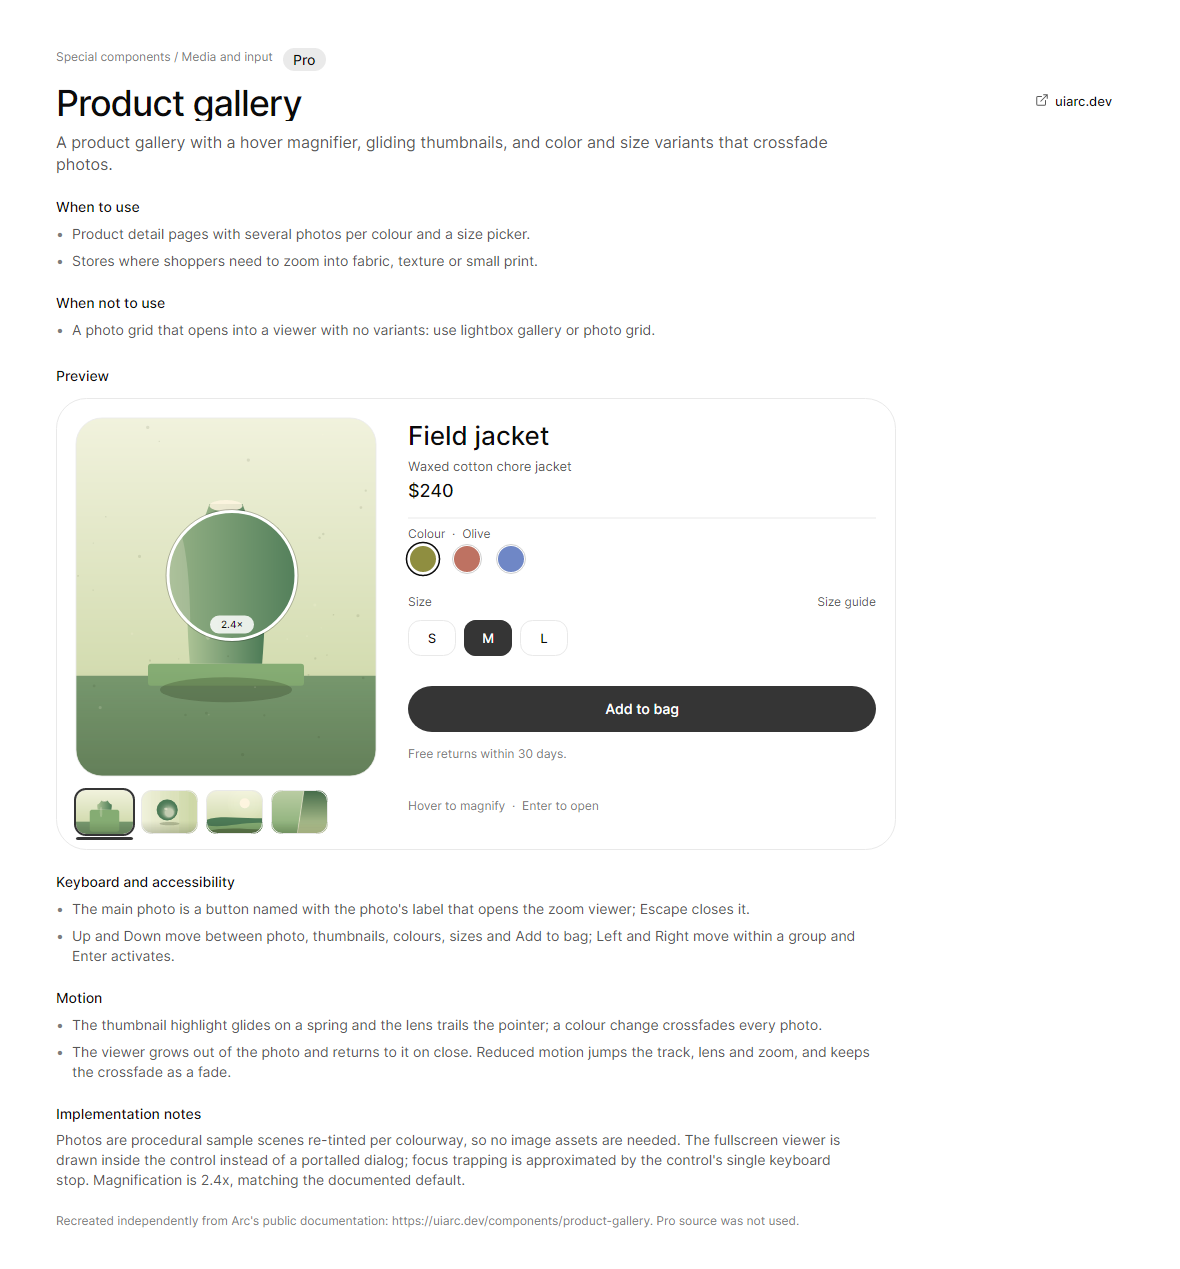 Special components / Media and input
Pro
Product gallery
uiarc.dev
A product gallery with a hover magnifier, gliding thumbnails, and color and size variants that crossfade
photos.
When to use
• Product detail pages with several photos per colour and a size picker.
• Stores where shoppers need to zoom into fabric, texture or small print.
When not to use
• A photo grid that opens into a viewer with no variants: use lightbox gallery or photo grid.
Preview
2.4×
Field jacket
Waxed cotton chore jacket
$240
Colour · Olive
Size
Size guide
S
M
L
Add to bag
Free returns within 30 days.
Hover to magnify · Enter to open
Keyboard and accessibility
• The main photo is a button named with the photo's label that opens the zoom viewer; Escape closes it.
• Up and Down move between photo, thumbnails, colours, sizes and Add to bag; Left and Right move within a group and
Enter activates.
Motion
• The thumbnail highlight glides on a spring and the lens trails the pointer; a colour change crossfades every photo.
• The viewer grows out of the photo and returns to it on close. Reduced motion jumps the track, lens and zoom, and keeps
the crossfade as a fade.
Implementation notes
Photos are procedural sample scenes re-tinted per colourway, so no image assets are needed. The fullscreen viewer is
drawn inside the control instead of a portalled dialog; focus trapping is approximated by the control's single keyboard
stop. Magnification is 2.4x, matching the documented default.
Recreated independently from Arc's public documentation: https://uiarc.dev/components/product-gallery. Pro source was not used.